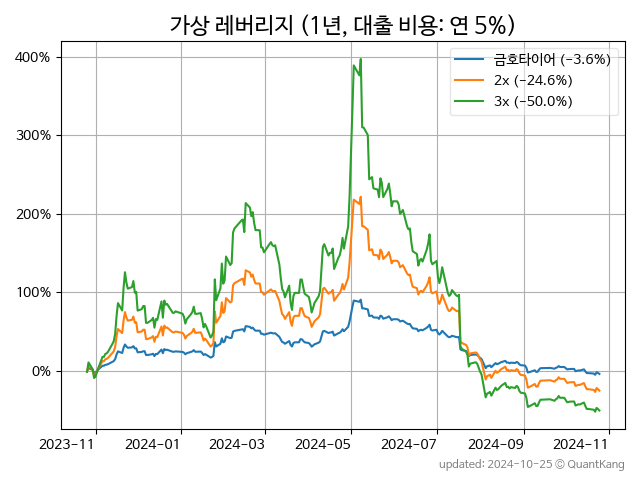 가상 레버리지 (1년, 대출 비용: 연 5%)
금호타이어 (−3.6%)
2x (−24.6%)
3x (−50.0%)
400%
300%
200%
100%
0%
2023−11 2024−01 2024−03 2024−05 2024−07 2024−09 2024−11
updated: 2024-10-25 © QuantKang